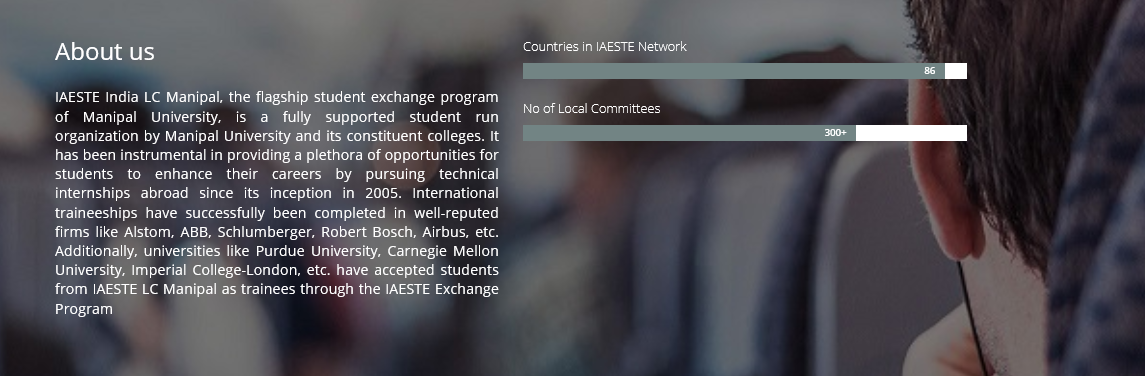 About us
IAESTE India LC Manipal, the flagship student exchange program
of Manipal University, is a fully supported student run
organization by Manipal University and its constituent colleges. It
has been instrumental in providing a plethora of opportunities for
students to enhance their careers by pursuing technical
internships abroad since its inception in 2005. International
traineeships have successfully been completed in well-reputed
firms like Alstom, ABB, Schlumberger, Robert Bosch, Airbus, etc.
Additionally, universities like Purdue University, Carnegie Mellon
University, Imperial College-London, etc. have accepted students
from IAESTE LC Manipal as trainees through the IAESTE Exchange
Program
Countries in IAESTE Network
86
No of Local Committees
300+